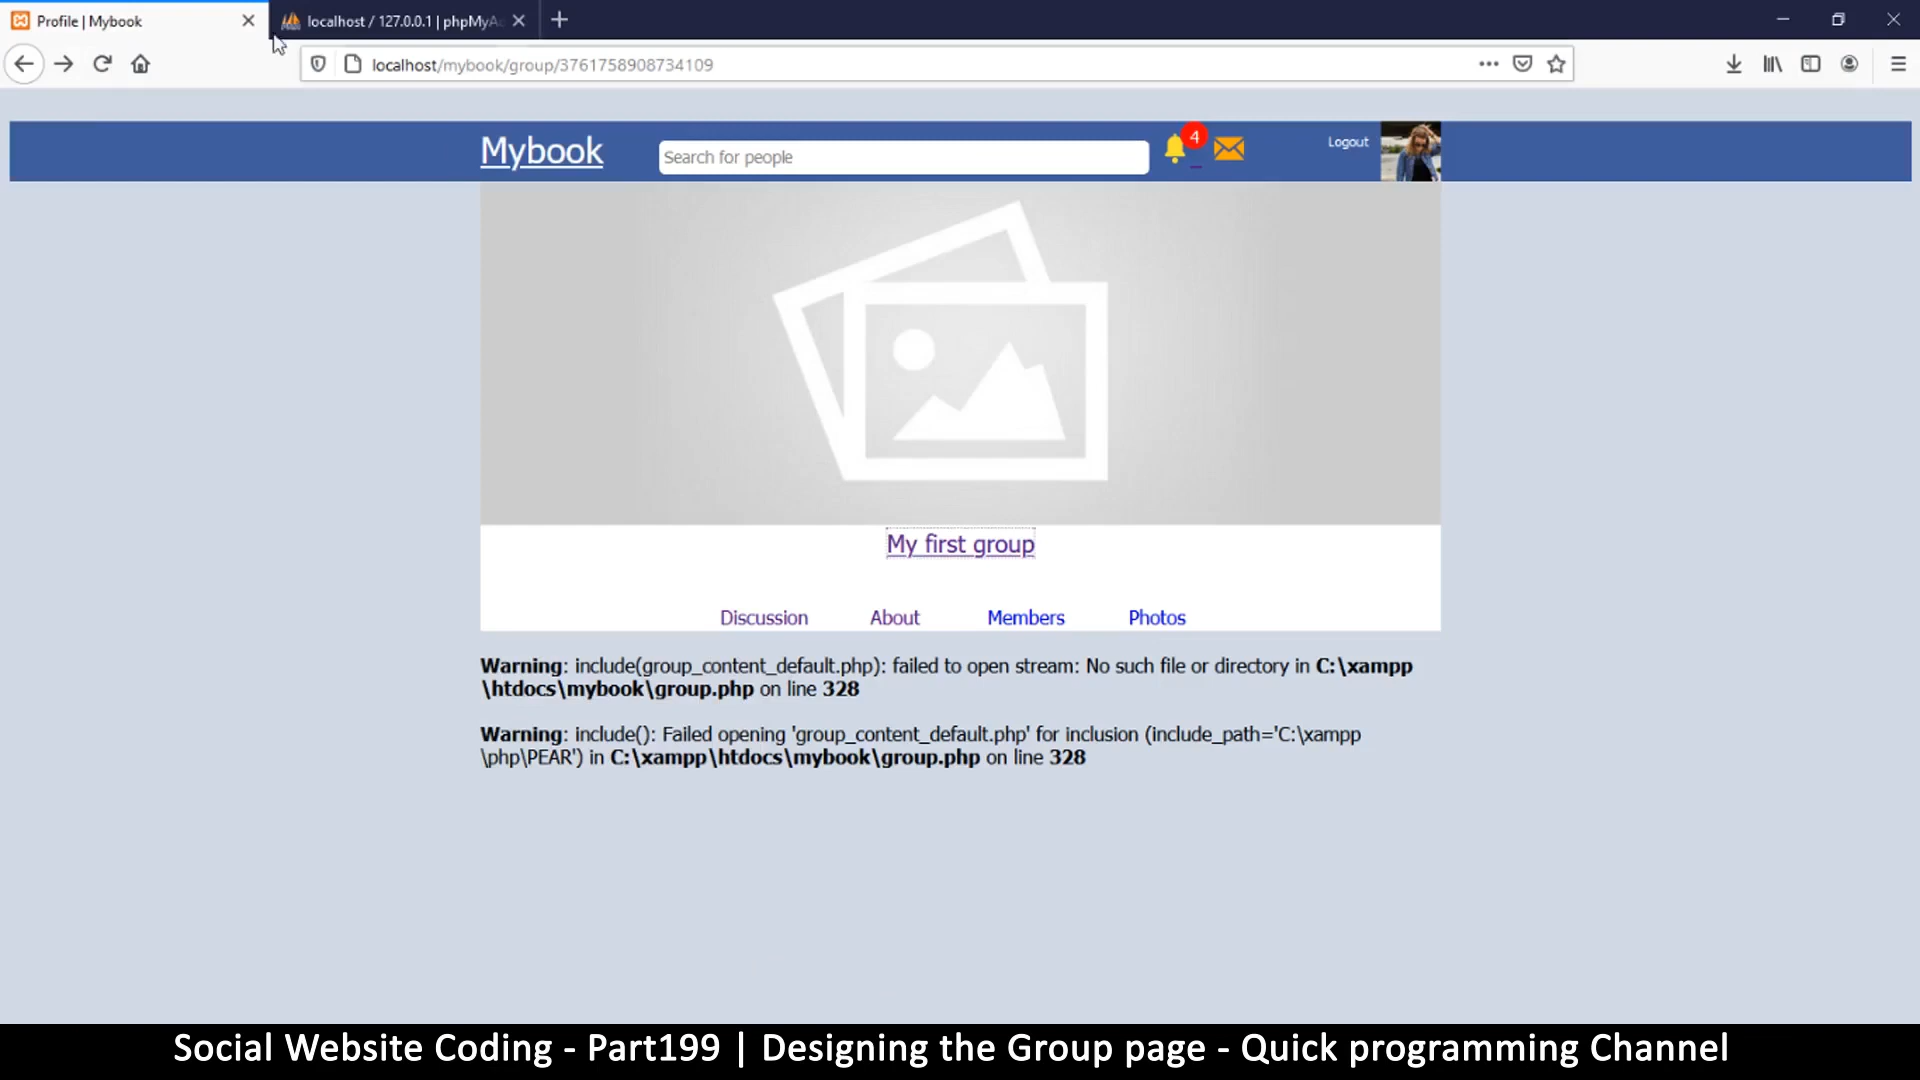 Profile | Mybook
localhost / 127.0.0.1 | phpMyA
localhost/mybook/group/3761758908734109
Mybook
Search for people
4
Logout
My first group
Discussion About Members Photos
Warning: include(group_content_default.php): failed to open stream: No such file or directory in C:\xampp
\htdocs\mybook\group.php on line 328
Warning: include(): Failed opening 'group_content_default.php' for inclusion (include_path='C:\xampp
\php\PEAR') in C:\xampp\htdocs\mybook\group.php on line 328
Social Website Coding - Part199 | Designing the Group page - Quick programming Channel